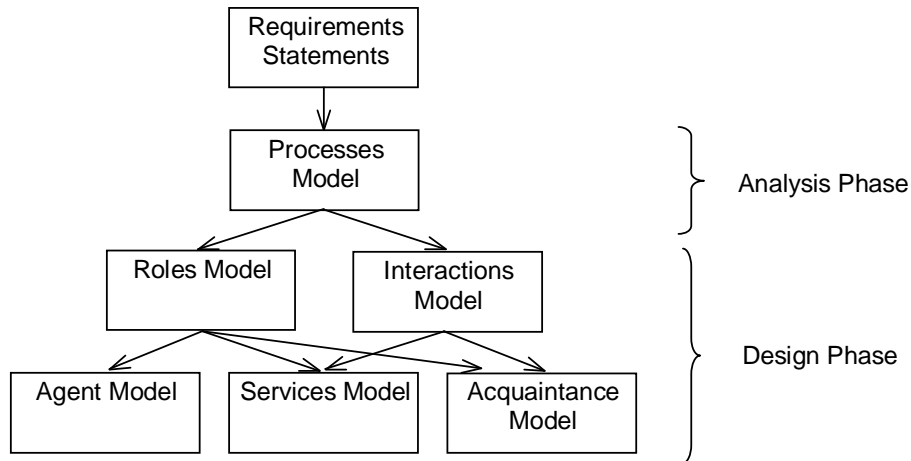 Requirements
Statements
Processes
Model
Analysis Phase
Roles Model
Interactions
Model
Design Phase
Agent Model
Services Model
Acquaintance
Model